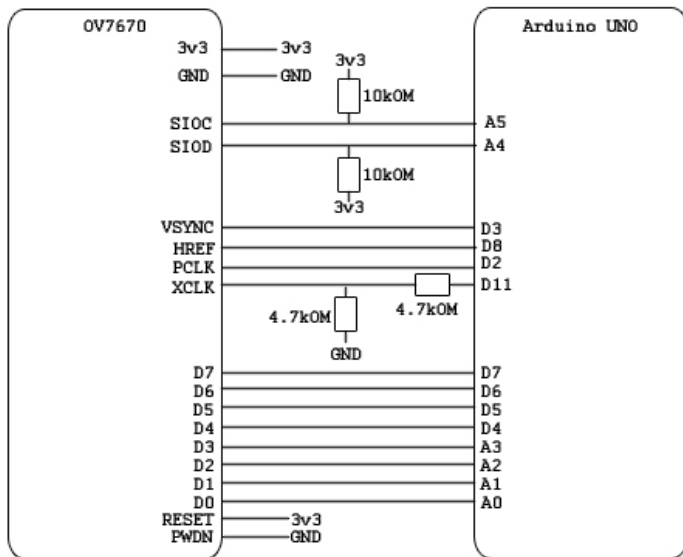 OV7670
Arduino UNO
3v3 3v3
3v3
GND GND
10kOM
SIOC A5
SIOD A4
10kOM
3v3
VSYNC D3
HREF D8
PCLK D2
XCLK D11
4.7kOM 4.7kOM
GND
D7 D7
D6 D6
D5 D5
D4 D4
D3 A3
D2 A2
D1 A1
D0 A0
RESET 3v3
PWDN GND